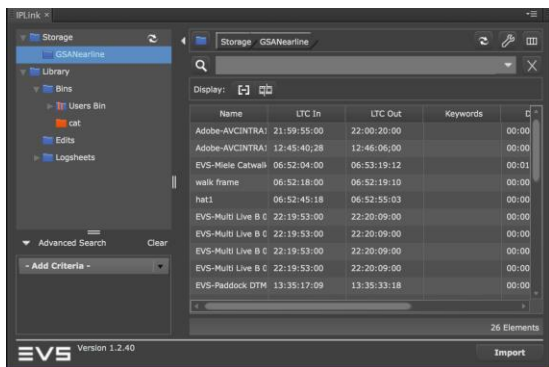 IPLink ×
Storage
GSANearline
Library
Bins
Users Bin
cat
Edits
Logsheets
Advanced Search Clear
- Add Criteria -
Storage GSANearline
Display:
Name LTC In LTC Out Keywords D
Adobe-AVCINTRA1 21:59:55:00 22:00:20:00 00:00
Adobe-AVCINTRA1 12:45:40;28 12:46:06;00 00:00
EVS-Miele Catwalk 06:52:04:00 06:53:19:12 00:01
walk frame 06:52:18:00 06:52:19:10 00:00
hat1 06:52:45:18 06:52:55:03 00:00
EVS-Multi Live B C 22:19:53:00 22:20:09:00 00:00
EVS-Multi Live B C 22:19:53:00 22:20:09:00 00:00
EVS-Multi Live B C 22:19:53:00 22:20:09:00 00:00
EVS-Multi Live B C 22:19:53:00 22:20:09:00 00:00
EVS-Paddock DTM 13:35:17:09 13:35:33:18 00:00
26 Elements
EVS Version 1.2.40
Import